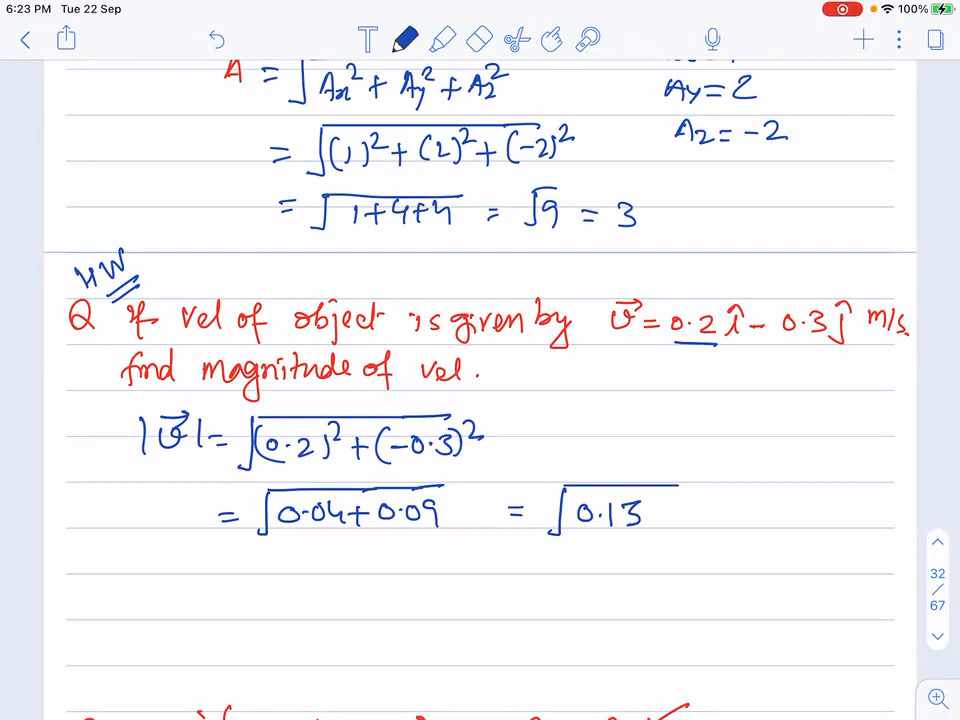 6:23 PM Tue 22 Sep 100%
A = √Ax² + Ay² + Az²
Ay = 2
= √(1)² + (2)² + (-2)²
Az = -2
= √1+4+4 = √9 = 3
HW
Q If vel of object is given by v⃗ = 0.2 î - 0.3 ĵ m/s.
find magnitude of vel.
|v⃗| = √(0.2)² + (-0.3)²
= √0.04 + 0.09 = √0.13
32
/
67